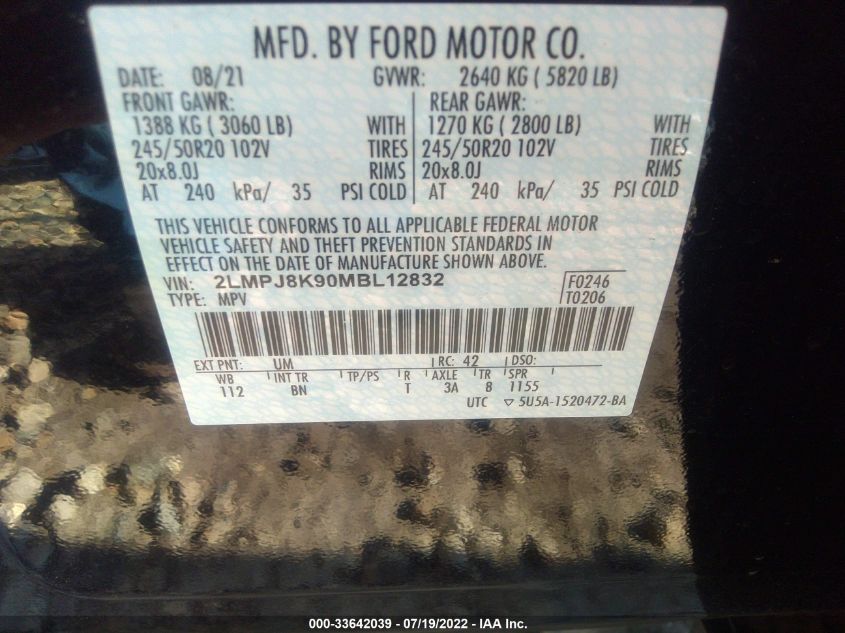 MFD. BY FORD MOTOR CO.
DATE: 08/21 GVWR: 2640 KG ( 5820 LB)
FRONT GAWR: REAR GAWR:
1388 KG ( 3060 LB) WITH 1270 KG ( 2800 LB) WITH
245/50R20 102V TIRES 245/50R20 102V TIRES
20x8.0J RIMS 20x8.0J RIMS
AT 240 kPa/ 35 PSI COLD AT 240 kPa/ 35 PSI COLD
THIS VEHICLE CONFORMS TO ALL APPLICABLE FEDERAL MOTOR
VEHICLE SAFETY AND THEFT PREVENTION STANDARDS IN
EFFECT ON THE DATE OF MANUFACTURE SHOWN ABOVE.
VIN: 2LMPJ8K90MBL12832 F0246
TYPE: MPV T0206
EXT PNT: UM RC: 42 DSO:
WB INT TR TP/PS R AXLE TR SPR
112 BN T 3A 8 1155
UTC ▽ 5U5A-1520472-BA
000-33642039 - 07/19/2022 - IAA Inc.